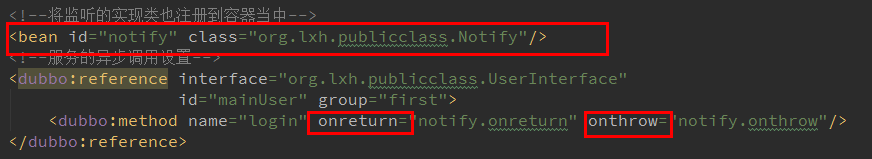 <!--将监听的实现类也注册到容器当中-->
<bean id="notify" class="org.lxh.publicclass.Notify"/>
<!--服务的异步调用设置-->
<dubbo:reference interface="org.lxh.publicclass.UserInterface"
id="mainUser" group="first">
<dubbo:method name="login" onreturn="notify.onreturn" onthrow="notify.onthrow"/>
</dubbo:reference>